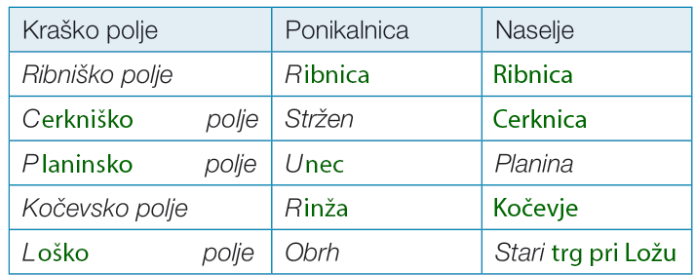 Kraško polje Ponikalnica Naselje
Ribniško polje Ribnica Ribnica
Cerkniško polje Stržen Cerknica
Planinsko polje Unec Planina
Kočevsko polje Rinža Kočevje
Loško polje Obrh Stari trg pri Ložu